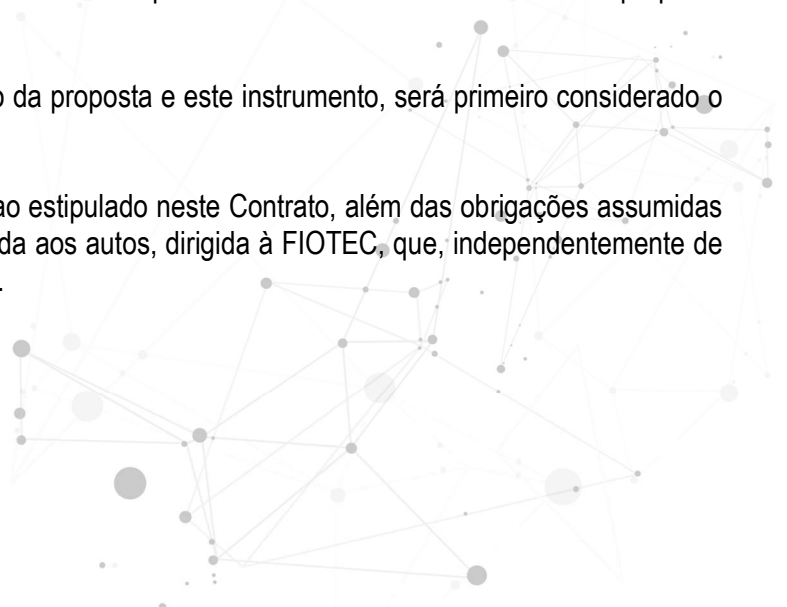 o da proposta e este instrumento, será primeiro considerado o
ao estipulado neste Contrato, além das obrigações assumidas
da aos autos, dirigida à FIOTEC, que, independentemente de
.